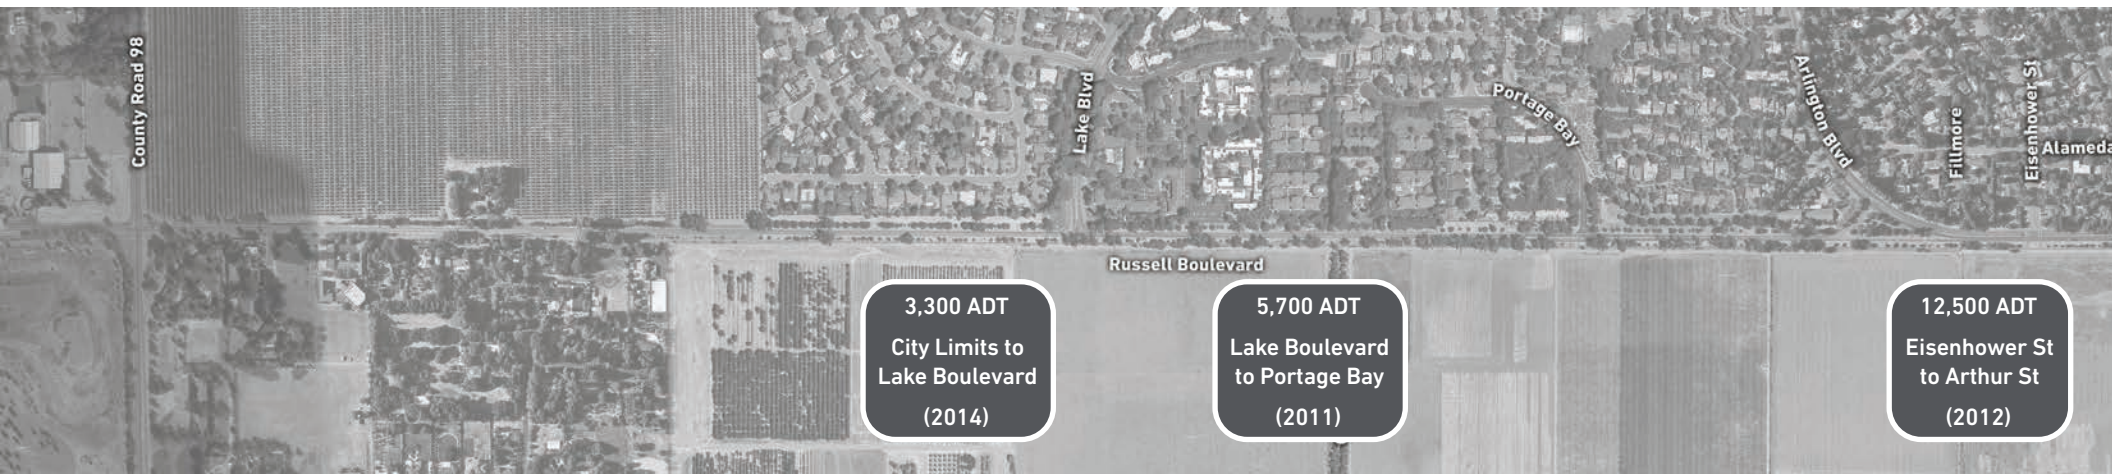 County Road 98
Lake Blvd
Portage Bay
Arlington Blvd
Fillmore
Eisenhower St
Alameda
Russell Boulevard
3,300 ADT
City Limits to
Lake Boulevard
(2014)
5,700 ADT
Lake Boulevard
to Portage Bay
(2011)
12,500 ADT
Eisenhower St
to Arthur St
(2012)